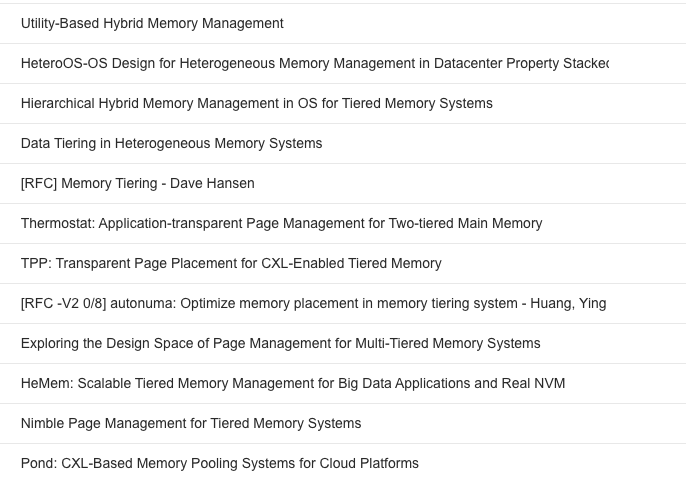 Utility-Based Hybrid Memory Management
HeteroOS-OS Design for Heterogeneous Memory Management in Datacenter Property Stacked
Hierarchical Hybrid Memory Management in OS for Tiered Memory Systems
Data Tiering in Heterogeneous Memory Systems
[RFC] Memory Tiering - Dave Hansen
Thermostat: Application-transparent Page Management for Two-tiered Main Memory
TPP: Transparent Page Placement for CXL-Enabled Tiered Memory
[RFC -V2 0/8] autonuma: Optimize memory placement in memory tiering system - Huang, Ying
Exploring the Design Space of Page Management for Multi-Tiered Memory Systems
HeMem: Scalable Tiered Memory Management for Big Data Applications and Real NVM
Nimble Page Management for Tiered Memory Systems
Pond: CXL-Based Memory Pooling Systems for Cloud Platforms